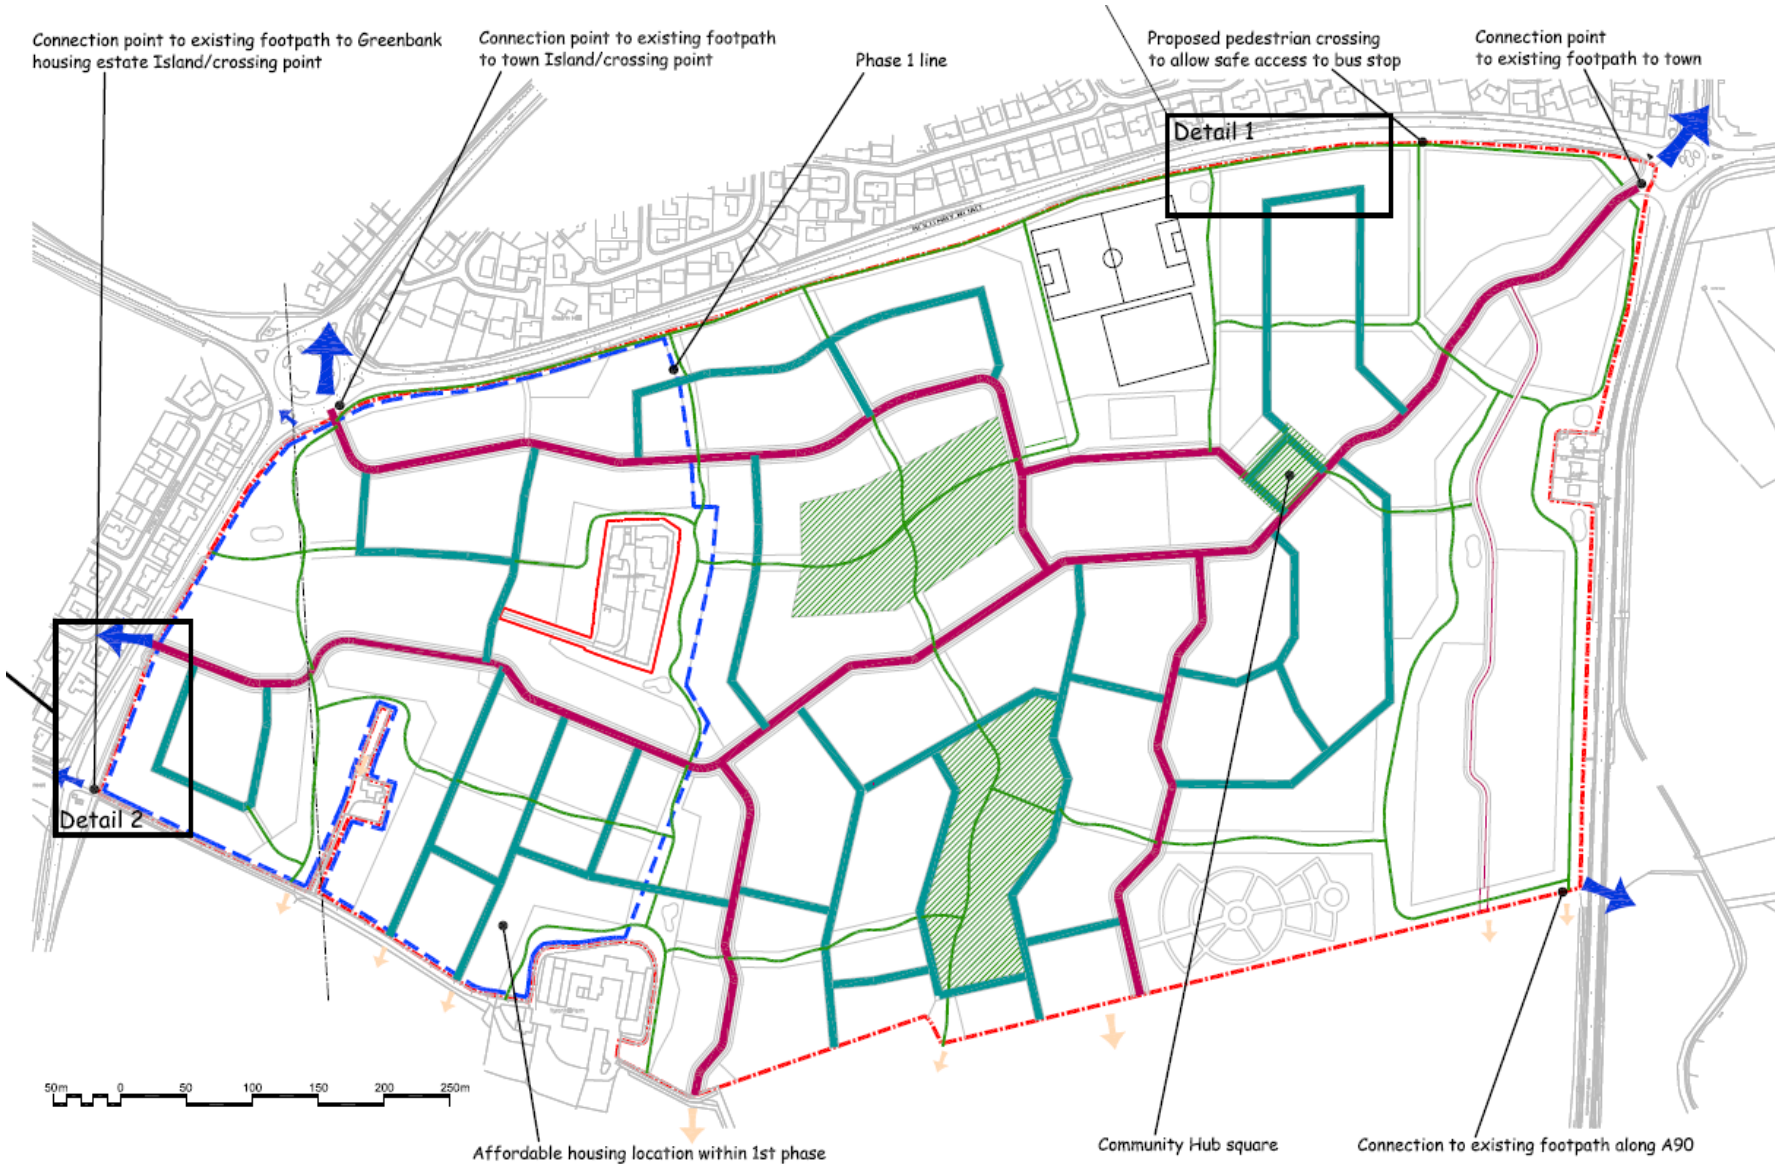 Connection point to existing footpath to Greenbank
housing estate Island/crossing point
Connection point to existing footpath
to town Island/crossing point
Phase 1 line
Proposed pedestrian crossing
to allow safe access to bus stop
Connection point
to existing footpath to town
Detail 1
Detail 2
50m 0 50 100 150 200 250m
Affordable housing location within 1st phase
Community Hub square
Connection to existing footpath along A90